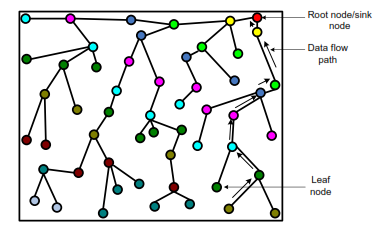 Root node/sink
node
Data flow
path
Leaf
node